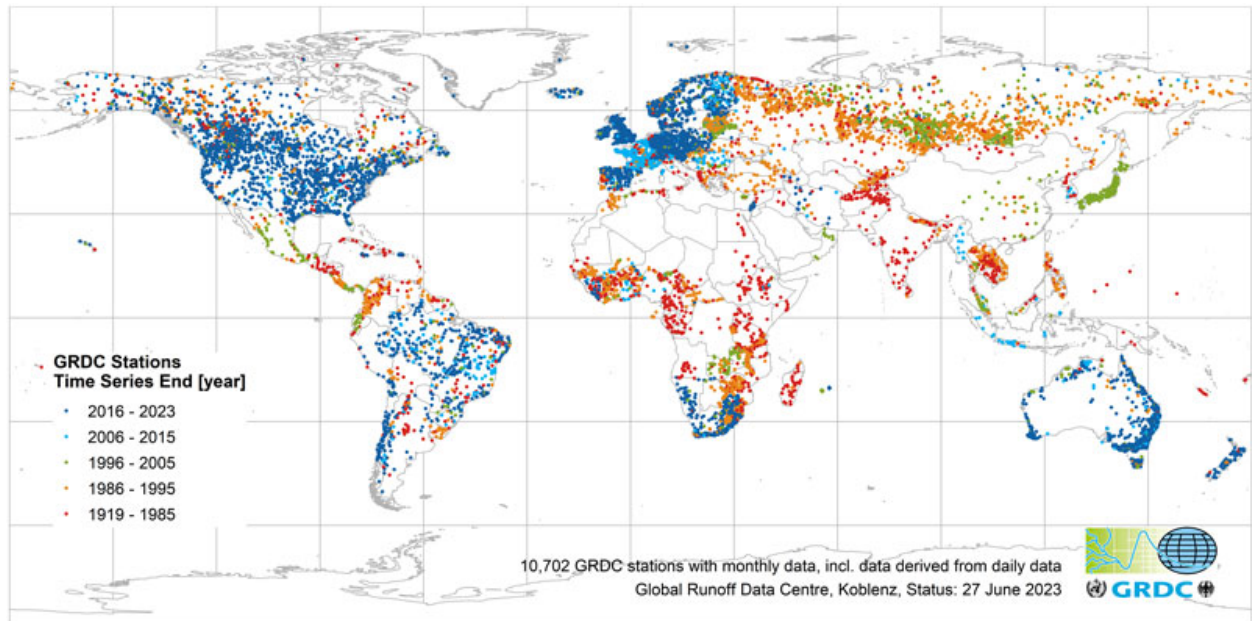 GRDC Stations
Time Series End [year]
2016 - 2023
2006 - 2015
1996 - 2005
1986 - 1995
1919 - 1985
10,702 GRDC stations with monthly data, incl. data derived from daily data
Global Runoff Data Centre, Koblenz, Status: 27 June 2023
GRDC